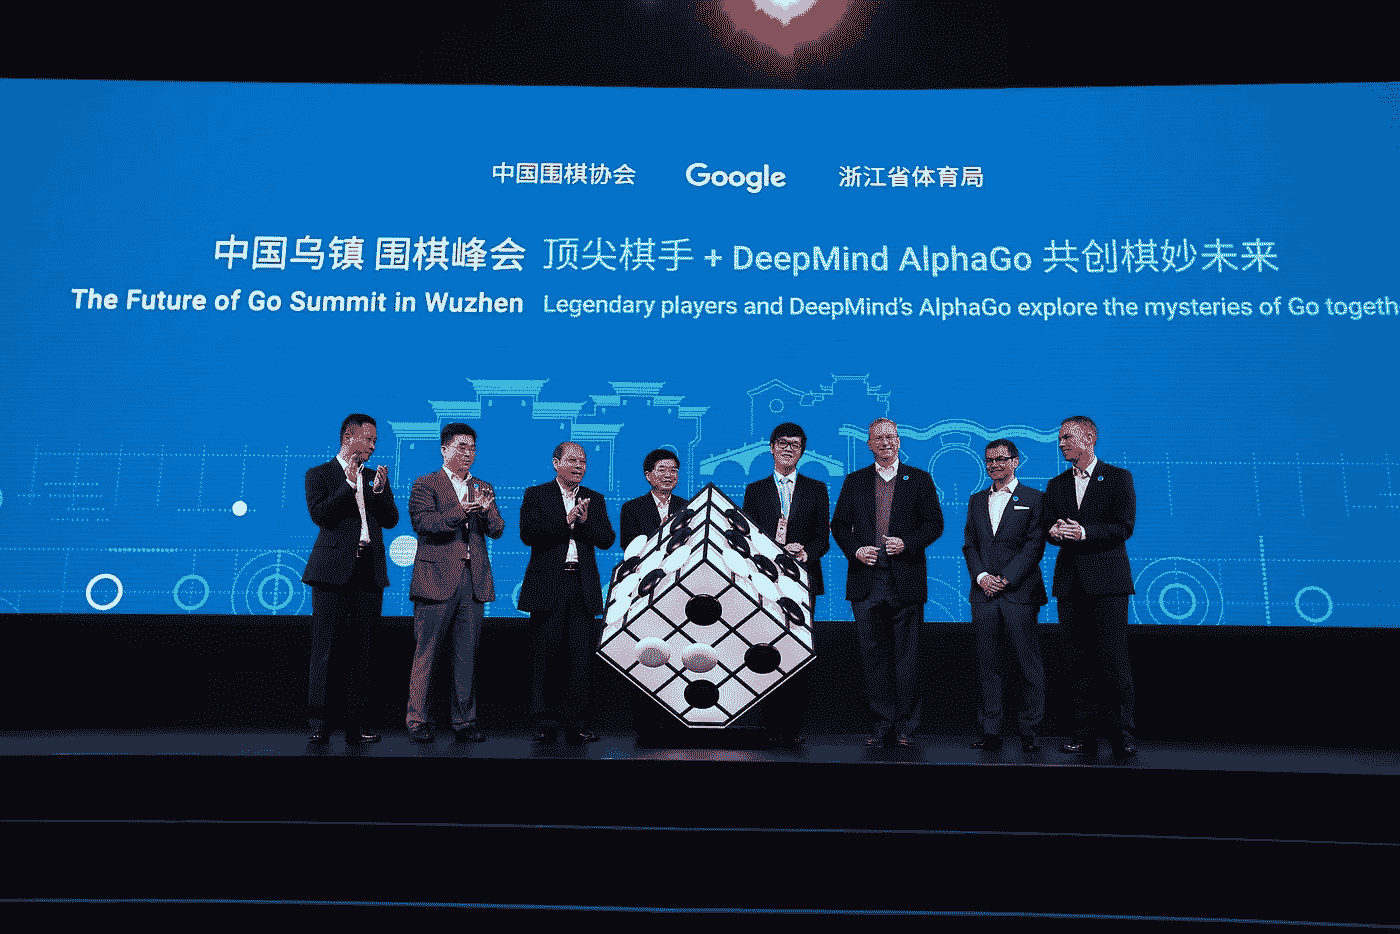 中国围棋协会 Google 浙江省体育局
中国乌镇 围棋峰会 顶尖棋手 + DeepMind AlphaGo 共创棋妙未来
The Future of Go Summit in Wuzhen Legendary players and DeepMind's AlphaGo explore the mysteries of Go togeth